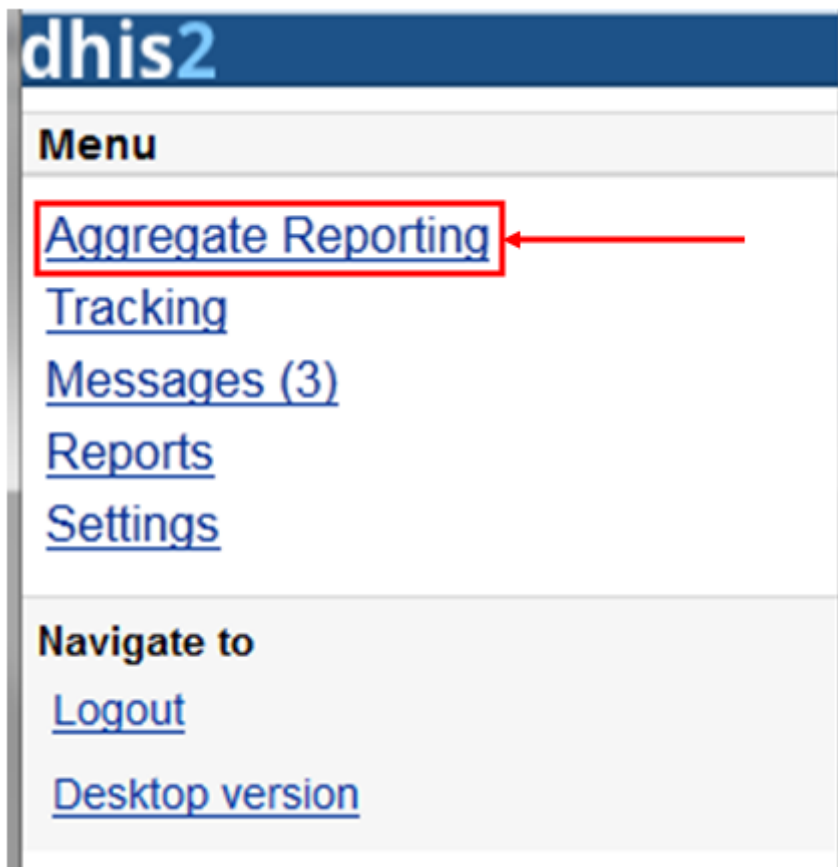 dhis2
Menu
Aggregate Reporting
Tracking
Messages (3)
Reports
Settings
Navigate to
Logout
Desktop version